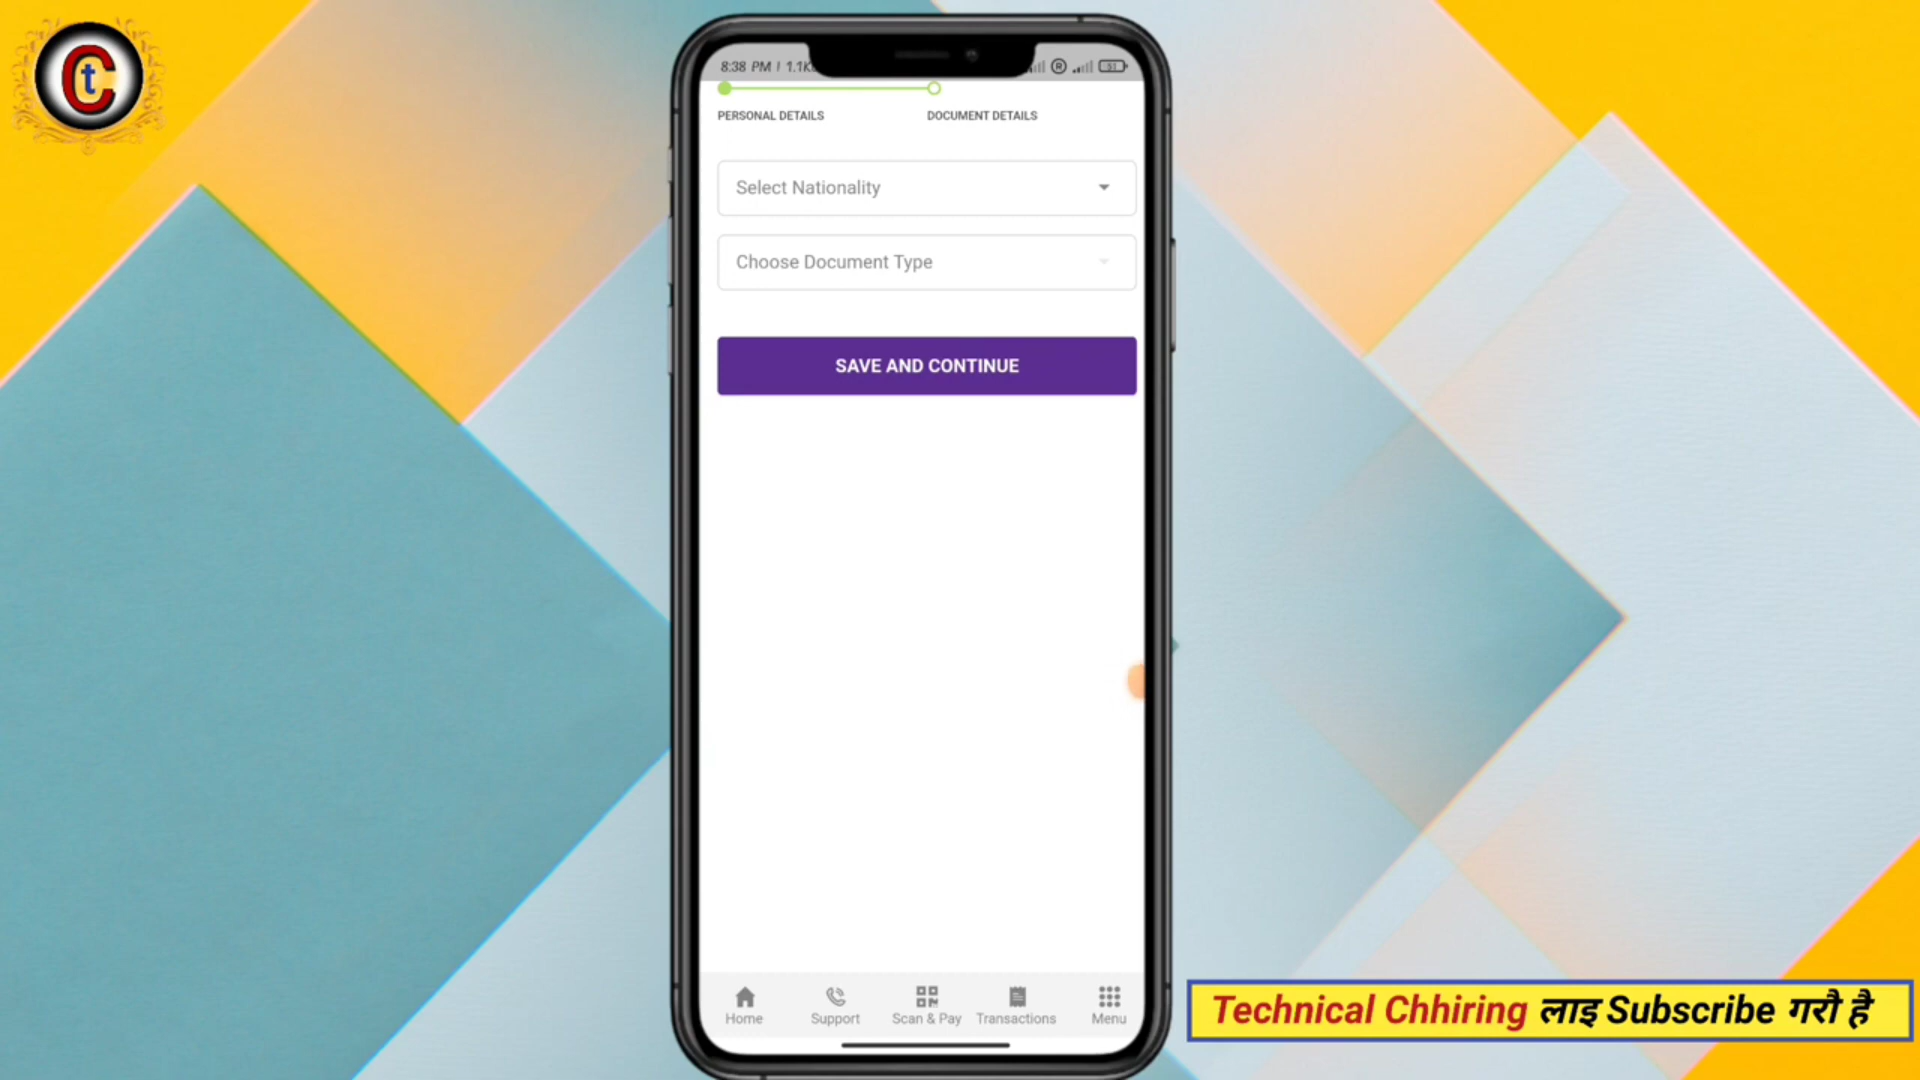 C
t
8:38 PM | 1.1K
R
51
PERSONAL DETAILS
DOCUMENT DETAILS
Select Nationality
Choose Document Type
SAVE AND CONTINUE
Home
Support
Scan & Pay
Transactions
Menu
Technical Chhiring लाइ Subscribe गरौ है